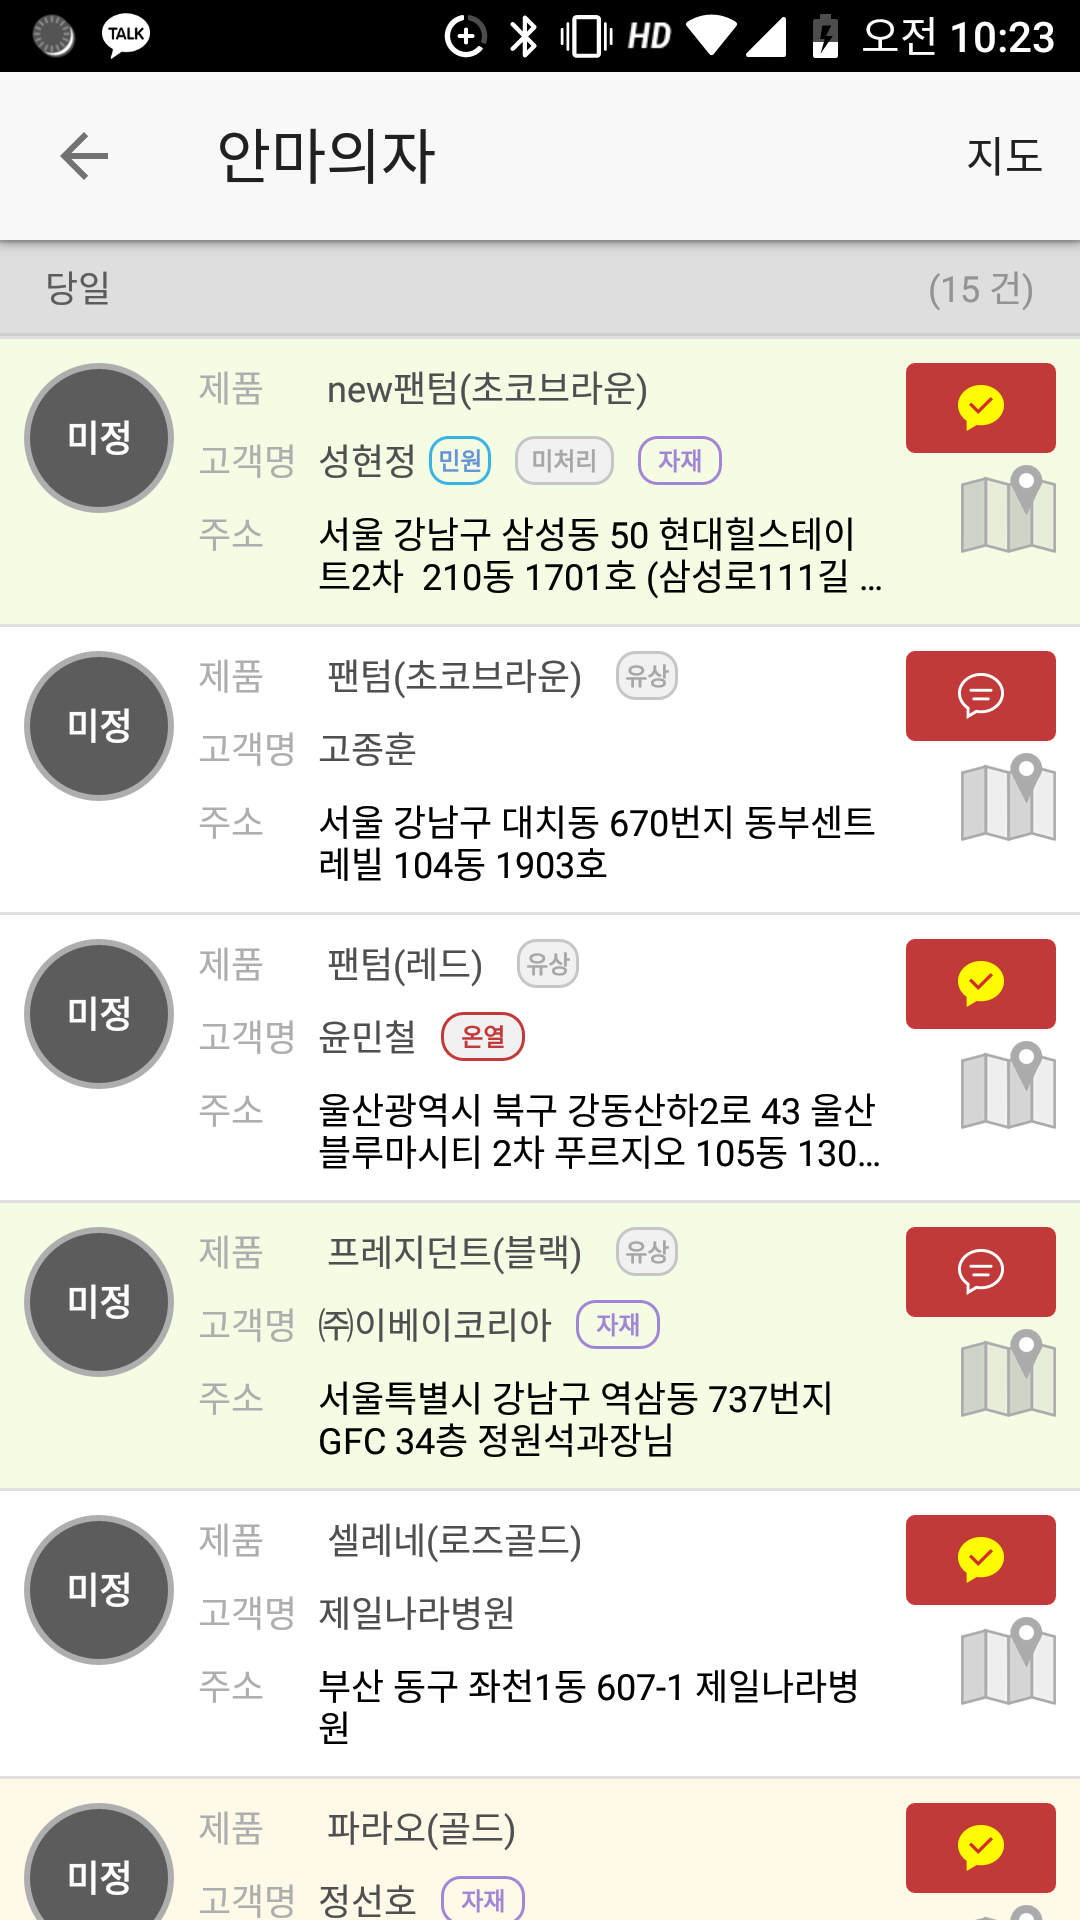 TALK HD 오전 10:23
안마의자 지도
당일 (15 건)
미정
제품 new팬텀(초코브라운)
고객명 성현정 민원 미처리 자재
주소 서울 강남구 삼성동 50 현대힐스테이
트2차 210동 1701호 (삼성로111길 ...
미정
제품 팬텀(초코브라운) 유상
고객명 고종훈
주소 서울 강남구 대치동 670번지 동부센트
레빌 104동 1903호
미정
제품 팬텀(레드) 유상
고객명 윤민철 온열
주소 울산광역시 북구 강동산하2로 43 울산
블루마시티 2차 푸르지오 105동 130...
미정
제품 프레지던트(블랙) 유상
고객명 ㈜이베이코리아 자재
주소 서울특별시 강남구 역삼동 737번지
GFC 34층 정원석과장님
미정
제품 셀레네(로즈골드)
고객명 제일나라병원
주소 부산 동구 좌천1동 607-1 제일나라병
원
미정
제품 파라오(골드)
고객명 정선호 자재